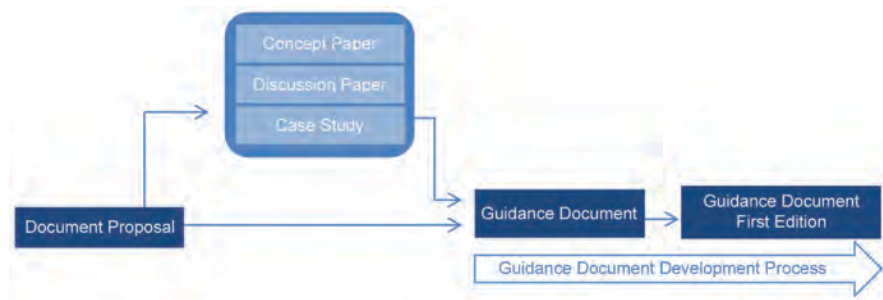 Concept Paper
Discussion Paper
Case Study
Document Proposal
Guidance Document
Guidance Document
First Edition
Guidance Document Development Process